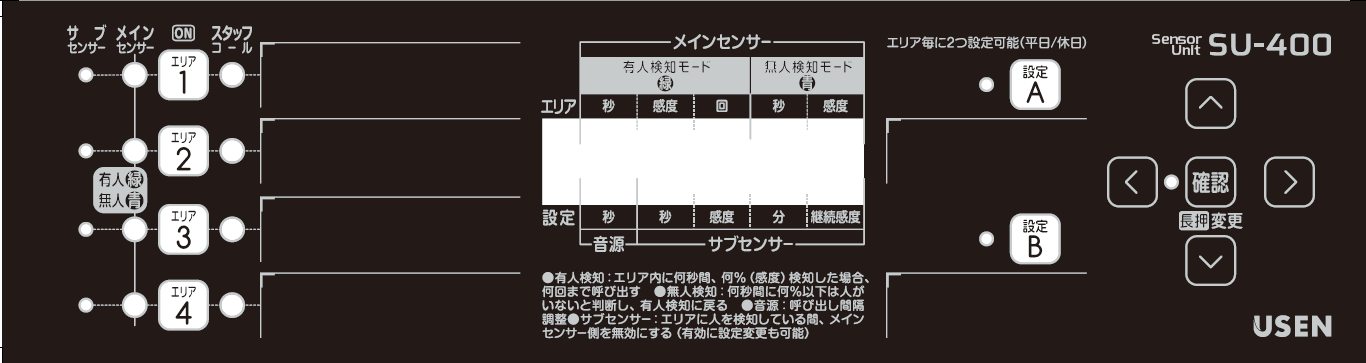 サブ メイン ON スタッフ
センサー センサー コール
エリア
1
エリア
2
有人緑
無人青
エリア
3
エリア
4
メインセンサー
有人検知モード 無人検知モード
緑 青
エリア 秒 感度 回 秒 感度
設定 秒 秒 感度 分 継続感度
音源 サブセンサー
●有人検知：エリア内に何秒間、何%（感度）検知した場合、
何回まで呼び出す ●無人検知：何秒間に何%以下は人が
いないと判断し、有人検知に戻る ●音源：呼び出し間隔
調整●サブセンサー：エリアに人を検知している間、メイン
センサー側を無効にする（有効に設定変更も可能）
エリア毎に2つ設定可能(平日/休日)
設定
A
設定
B
Sensor
Unit SU-400
確認
長押変更
USEN